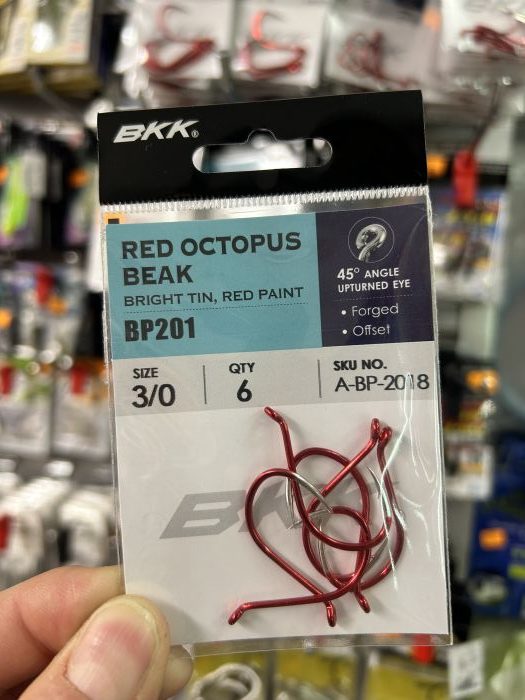 BKK®
RED OCTOPUS
BEAK
BRIGHT TIN, RED PAINT
BP201
45° ANGLE
UPTURNED EYE
• Forged
• Offset
SIZE
3/0
QTY
6
SKU NO.
A-BP-2018
BKK